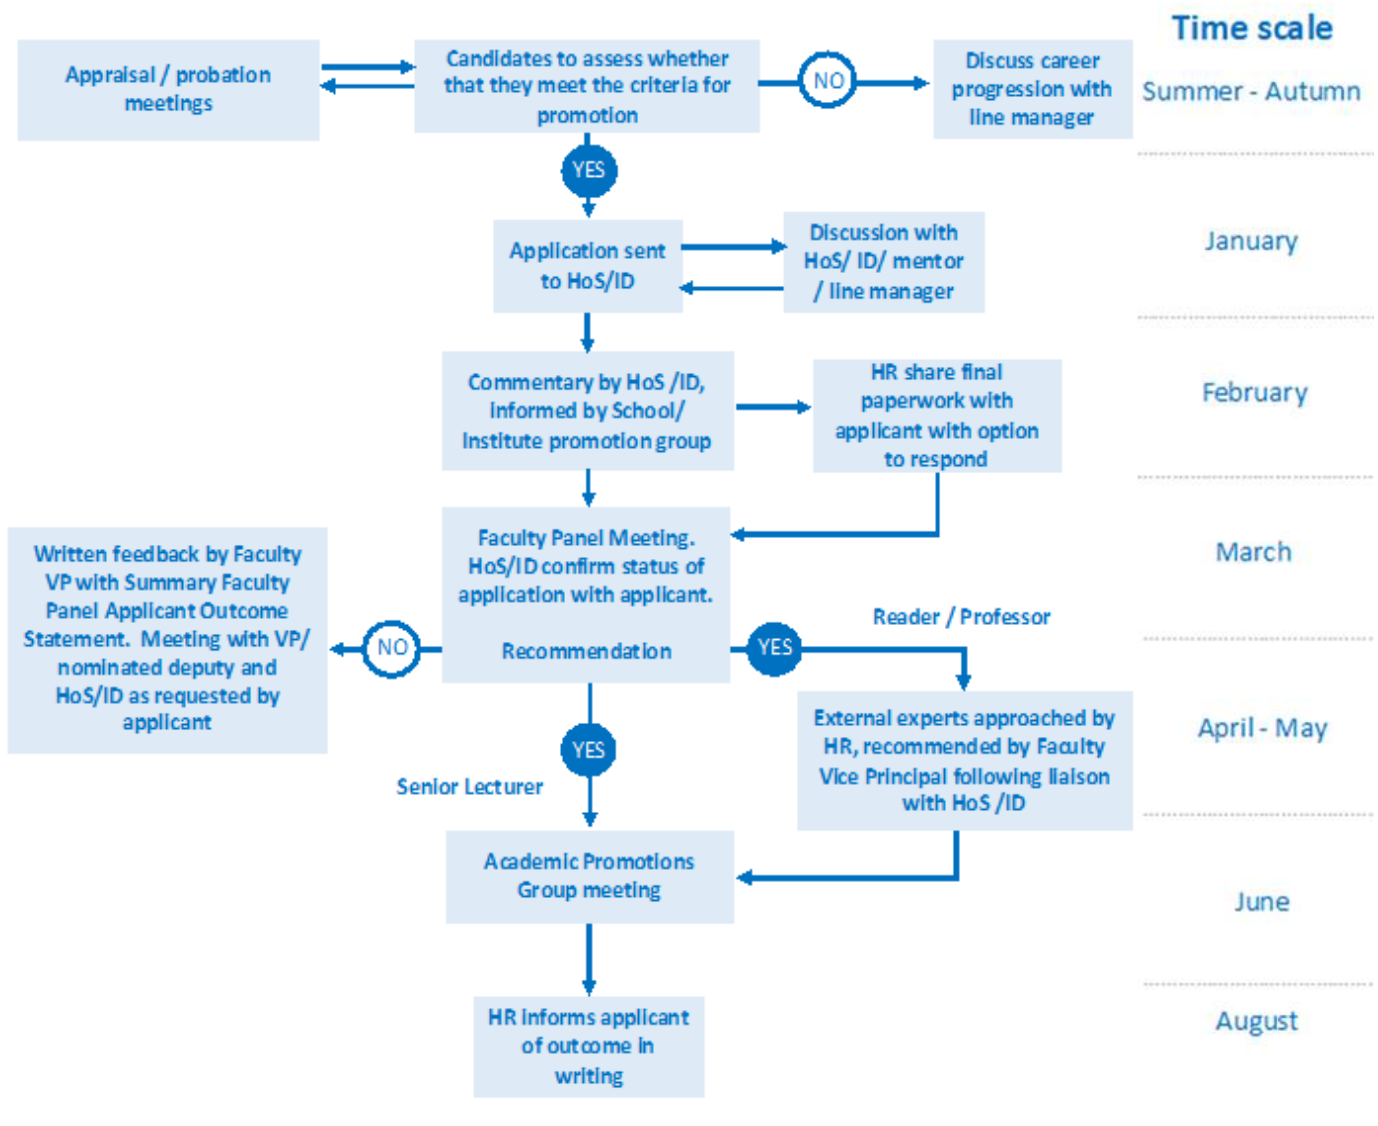 Time scale
Appraisal / probation
meetings
Candidates to assess whether
that they meet the criteria for
promotion
NO
Discuss career
progression with
line manager
Summer - Autumn
YES
Application sent
to HoS/ID
Discussion with
HoS/ ID/ mentor
/ line manager
January
Commentary by HoS /ID,
informed by School/
Institute promotion group
HR share final
paperwork with
applicant with option
to respond
February
Written feedback by Faculty
VP with Summary Faculty
Panel Applicant Outcome
Statement.  Meeting with VP/
nominated deputy and
HoS/ID as requested by
applicant
NO
Faculty Panel Meeting.
HoS/ID confirm status of
application with applicant.
Recommendation
YES
Reader / Professor
March
YES
Senior Lecturer
External experts approached by
HR, recommended by Faculty
Vice Principal following liaison
with HoS /ID
April - May
Academic Promotions
Group meeting
June
HR informs applicant
of outcome in
writing
August